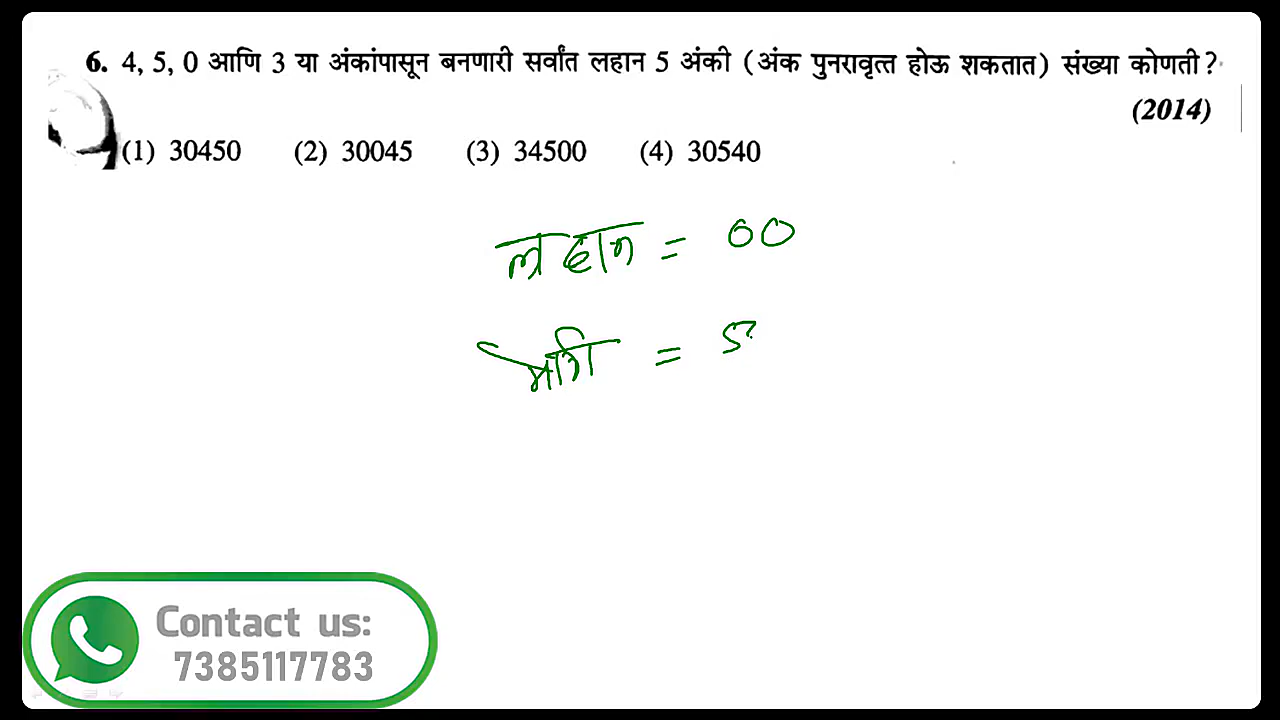 6. 4, 5, 0 आणि 3 या अंकांपासून बनणारी सर्वांत लहान 5 अंकी (अंक पुनरावृत्त होऊ शकतात) संख्या कोणती?
(2014)
(1) 30450 (2) 30045 (3) 34500 (4) 30540
लहान = 00
= 5
Contact us:
7385117783